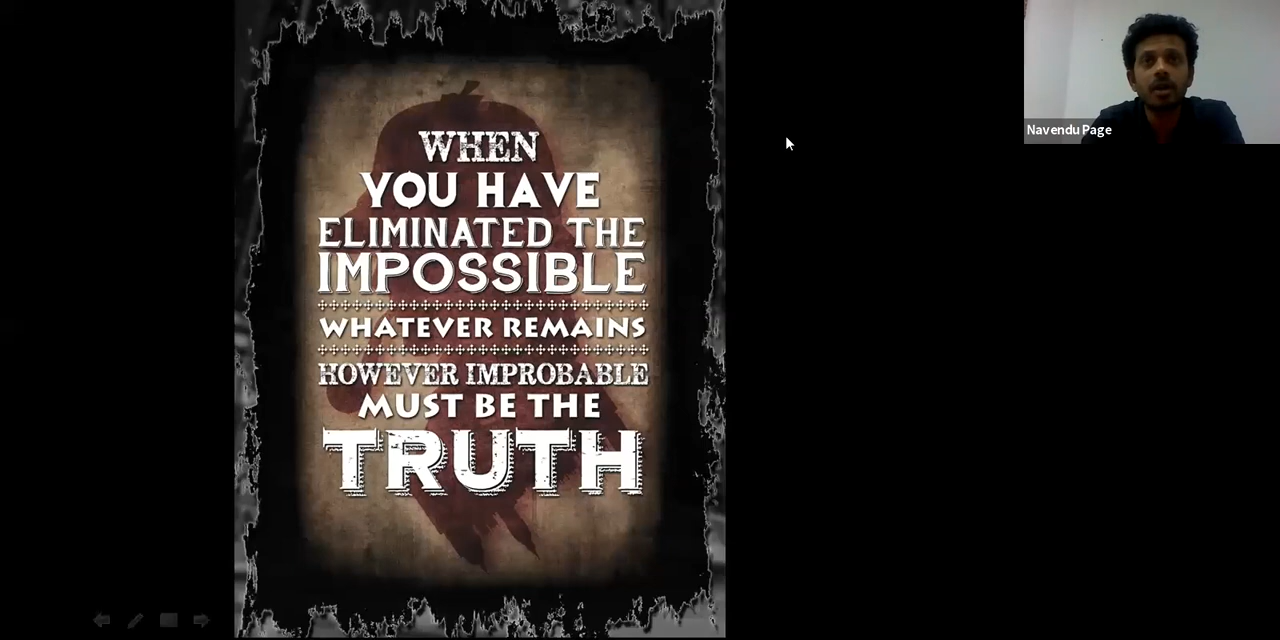 WHEN
YOU HAVE
ELIMINATED THE
IMPOSSIBLE
WHATEVER REMAINS
HOWEVER IMPROBABLE
MUST BE THE
TRUTH
Navendu Page